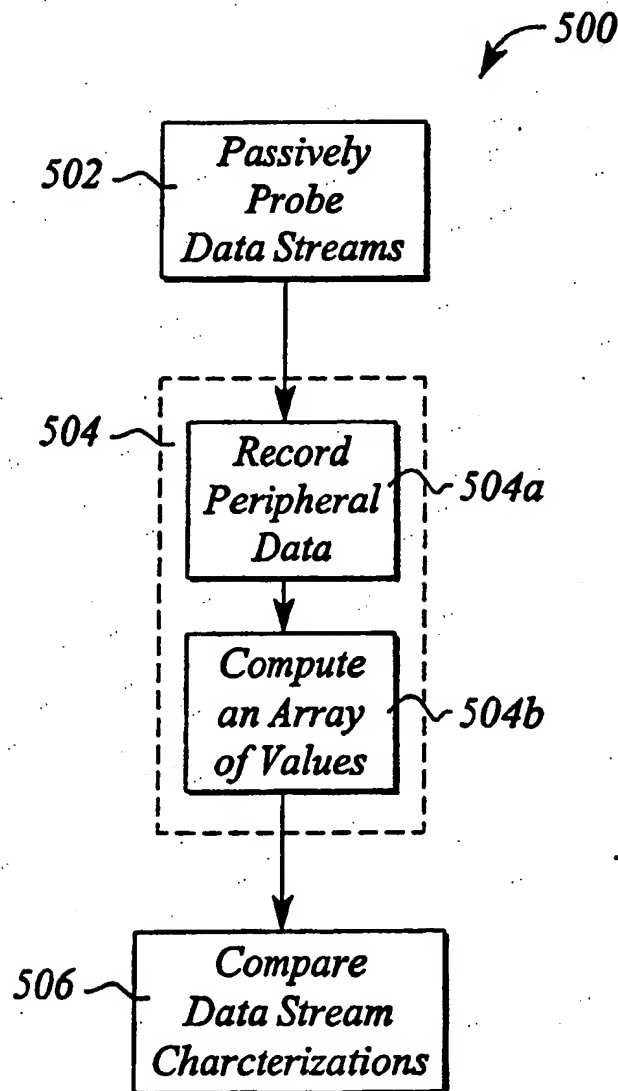 500
502
Passively
Probe
Data Streams
504
Record
Peripheral
Data
504a
Compute
an Array
of Values
504b
506
Compare
Data Stream
Charcterizations